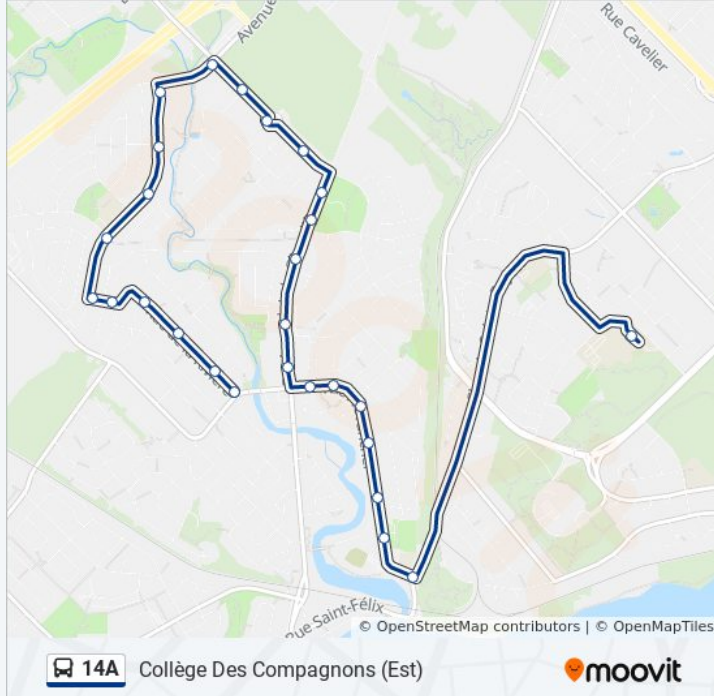 Avenue
Rue Cavelier
Rue Saint-Félix
© OpenStreetMap contributors | © OpenMapTiles
14A Collège Des Compagnons (Est)
moovit